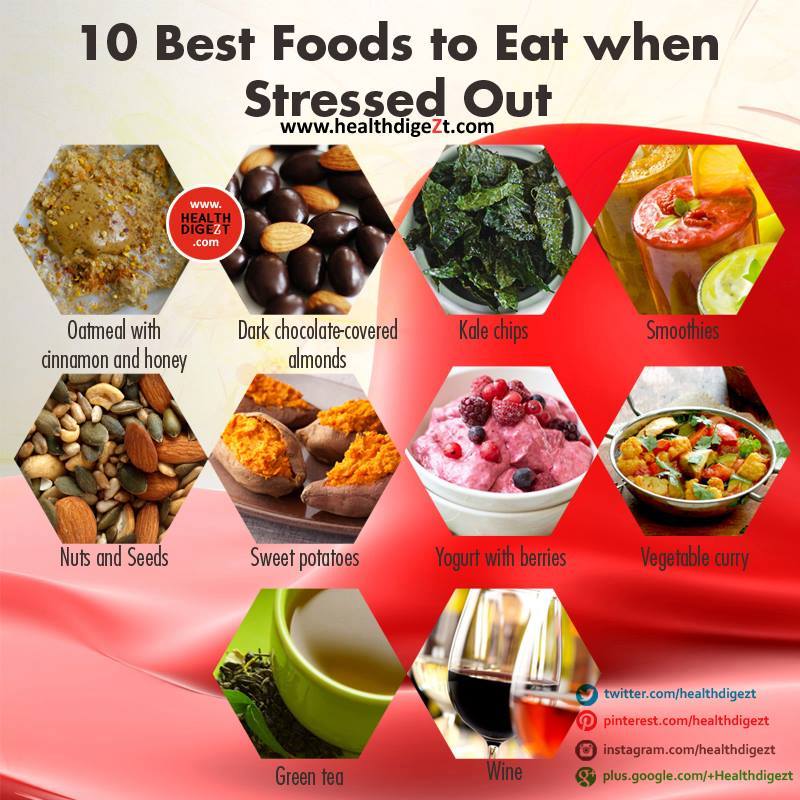 10 Best Foods to Eat when
Stressed Out
www.healthdigeZt.com
www.
HEALTH
DIGEZT
.com
Oatmeal with
cinnamon and honey
Dark chocolate-covered
almonds
Kale chips
Smoothies
Nuts and Seeds
Sweet potatoes
Yogurt with berries
Vegetable curry
Green tea
Wine
twitter.com/healthdigezt
pinterest.com/healthdigezt
instagram.com/healthdigezt
plus.google.com/+Healthdigezt